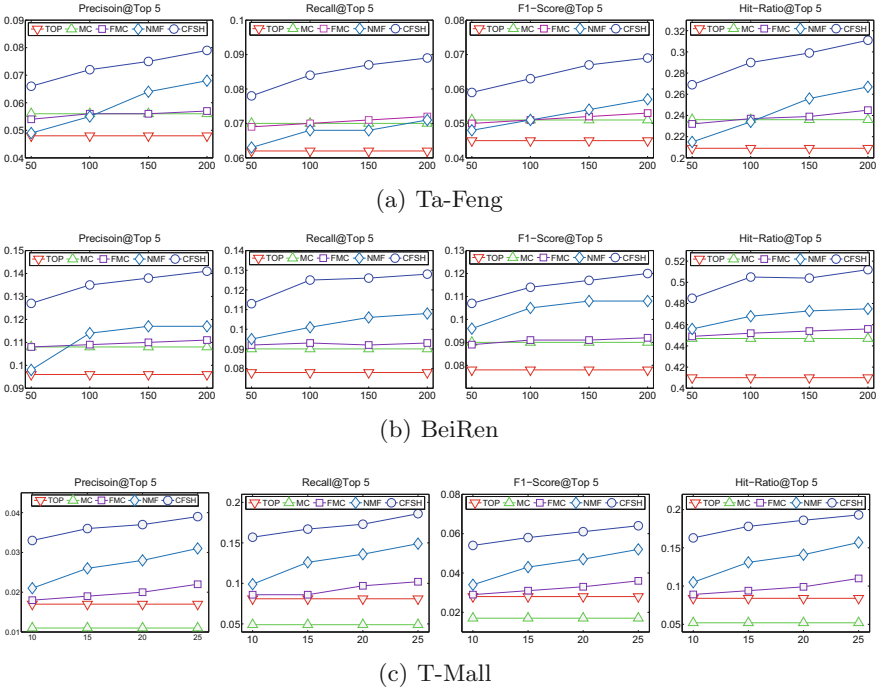 Precisoin@Top 5
TOP MC FMC NMF CFSH
0.09
0.08
0.07
0.06
0.05
0.04
50 100 150 200
Recall@Top 5
TOP MC FMC NMF CFSH
0.1
0.09
0.08
0.07
0.06
50 100 150 200
F1-Score@Top 5
TOP MC FMC NMF CFSH
0.08
0.07
0.06
0.05
0.04
50 100 150 200
Hit-Ratio@Top 5
TOP MC FMC NMF CFSH
0.32
0.3
0.28
0.26
0.24
0.22
0.2
50 100 150 200
(a) Ta-Feng
Precisoin@Top 5
TOP MC FMC NMF CFSH
0.15
0.14
0.13
0.12
0.11
0.1
0.09
50 100 150 200
Recall@Top 5
TOP MC FMC NMF CFSH
0.14
0.13
0.12
0.11
0.1
0.09
0.08
50 100 150 200
F1-Score@Top 5
TOP MC FMC NMF CFSH
0.13
0.12
0.11
0.1
0.09
0.08
50 100 150 200
Hit-Ratio@Top 5
TOP MC FMC NMF CFSH
0.52
0.5
0.48
0.46
0.44
0.42
0.4
50 100 150 200
(b) BeiRen
Precisoin@Top 5
TOP MC FMC NMF CFSH
0.04
0.03
0.02
0.01
10 15 20 25
Recall@Top 5
TOP MC FMC NMF CFSH
0.2
0.15
0.1
0.05
10 15 20 25
F1-Score@Top 5
TOP MC FMC NMF CFSH
0.08
0.06
0.04
0.02
10 15 20 25
Hit-Ratio@Top 5
TOP MC FMC NMF CFSH
0.2
0.15
0.1
0.05
10 15 20 25
(c) T-Mall